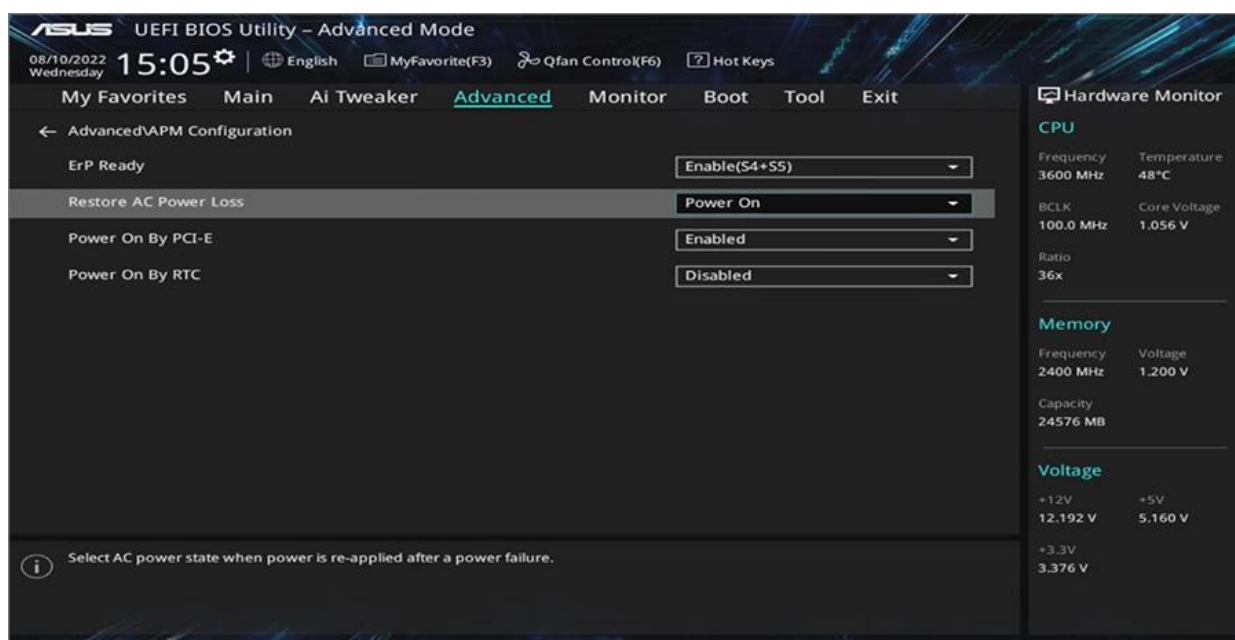 ASUS UEFI BIOS Utility – Advanced Mode
08/10/2022
Wednesday
15:05
English
MyFavorite(F3)
Qfan Control(F6)
? Hot Keys
My Favorites
Main
Ai Tweaker
Advanced
Monitor
Boot
Tool
Exit
← Advanced\APM Configuration
ErP Ready
Enable(S4+S5)
Restore AC Power Loss
Power On
Power On By PCI-E
Enabled
Power On By RTC
Disabled
i Select AC power state when power is re-applied after a power failure.
Hardware Monitor
CPU
Frequency Temperature
3600 MHz 48°C
BCLK Core Voltage
100.0 MHz 1.056 V
Ratio
36x
Memory
Frequency Voltage
2400 MHz 1.200 V
Capacity
24576 MB
Voltage
+12V +5V
12.192 V 5.160 V
+3.3V
3.376 V